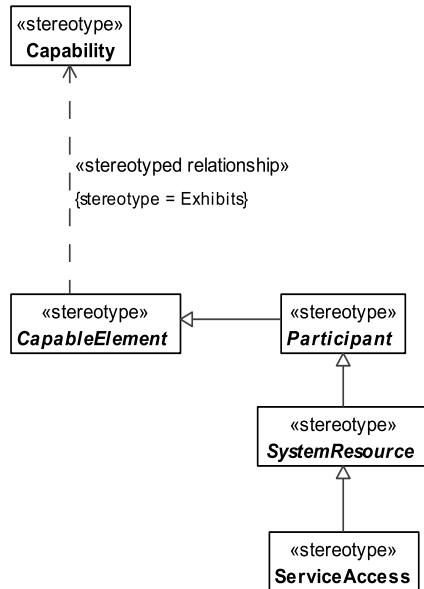 «stereotype»
Capability
«stereotyped relationship»
{stereotype = Exhibits}
«stereotype»
CapableElement
«stereotype»
Participant
«stereotype»
SystemResource
«stereotype»
ServiceAccess